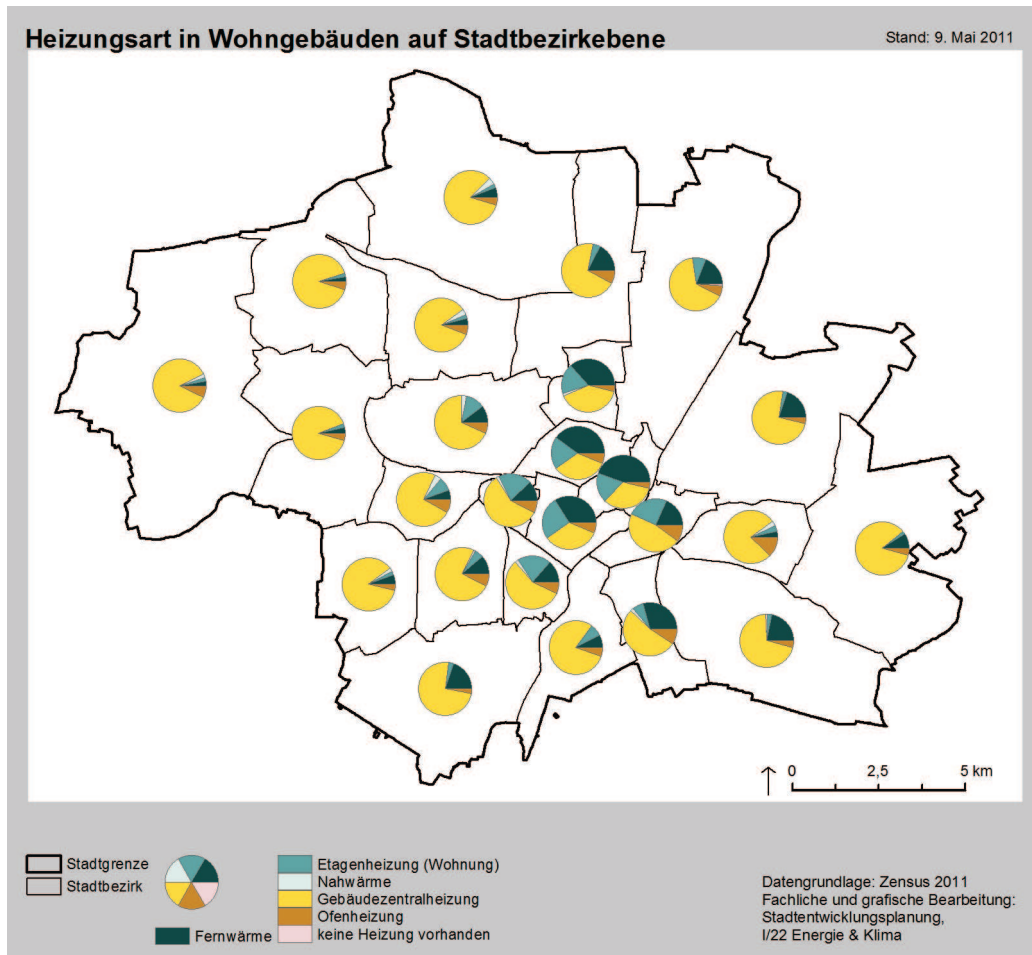 Heizungsart in Wohngebäuden auf Stadtbezirkebene
Stand: 9. Mai 2011
0 2,5 5 km
Stadtgrenze
Stadtbezirk
Fernwärme
Etagenheizung (Wohnung)
Nahwärme
Gebäudezentralheizung
Ofenheizung
keine Heizung vorhanden
Datengrundlage: Zensus 2011
Fachliche und grafische Bearbeitung:
Stadtentwicklungsplanung,
I/22 Energie & Klima